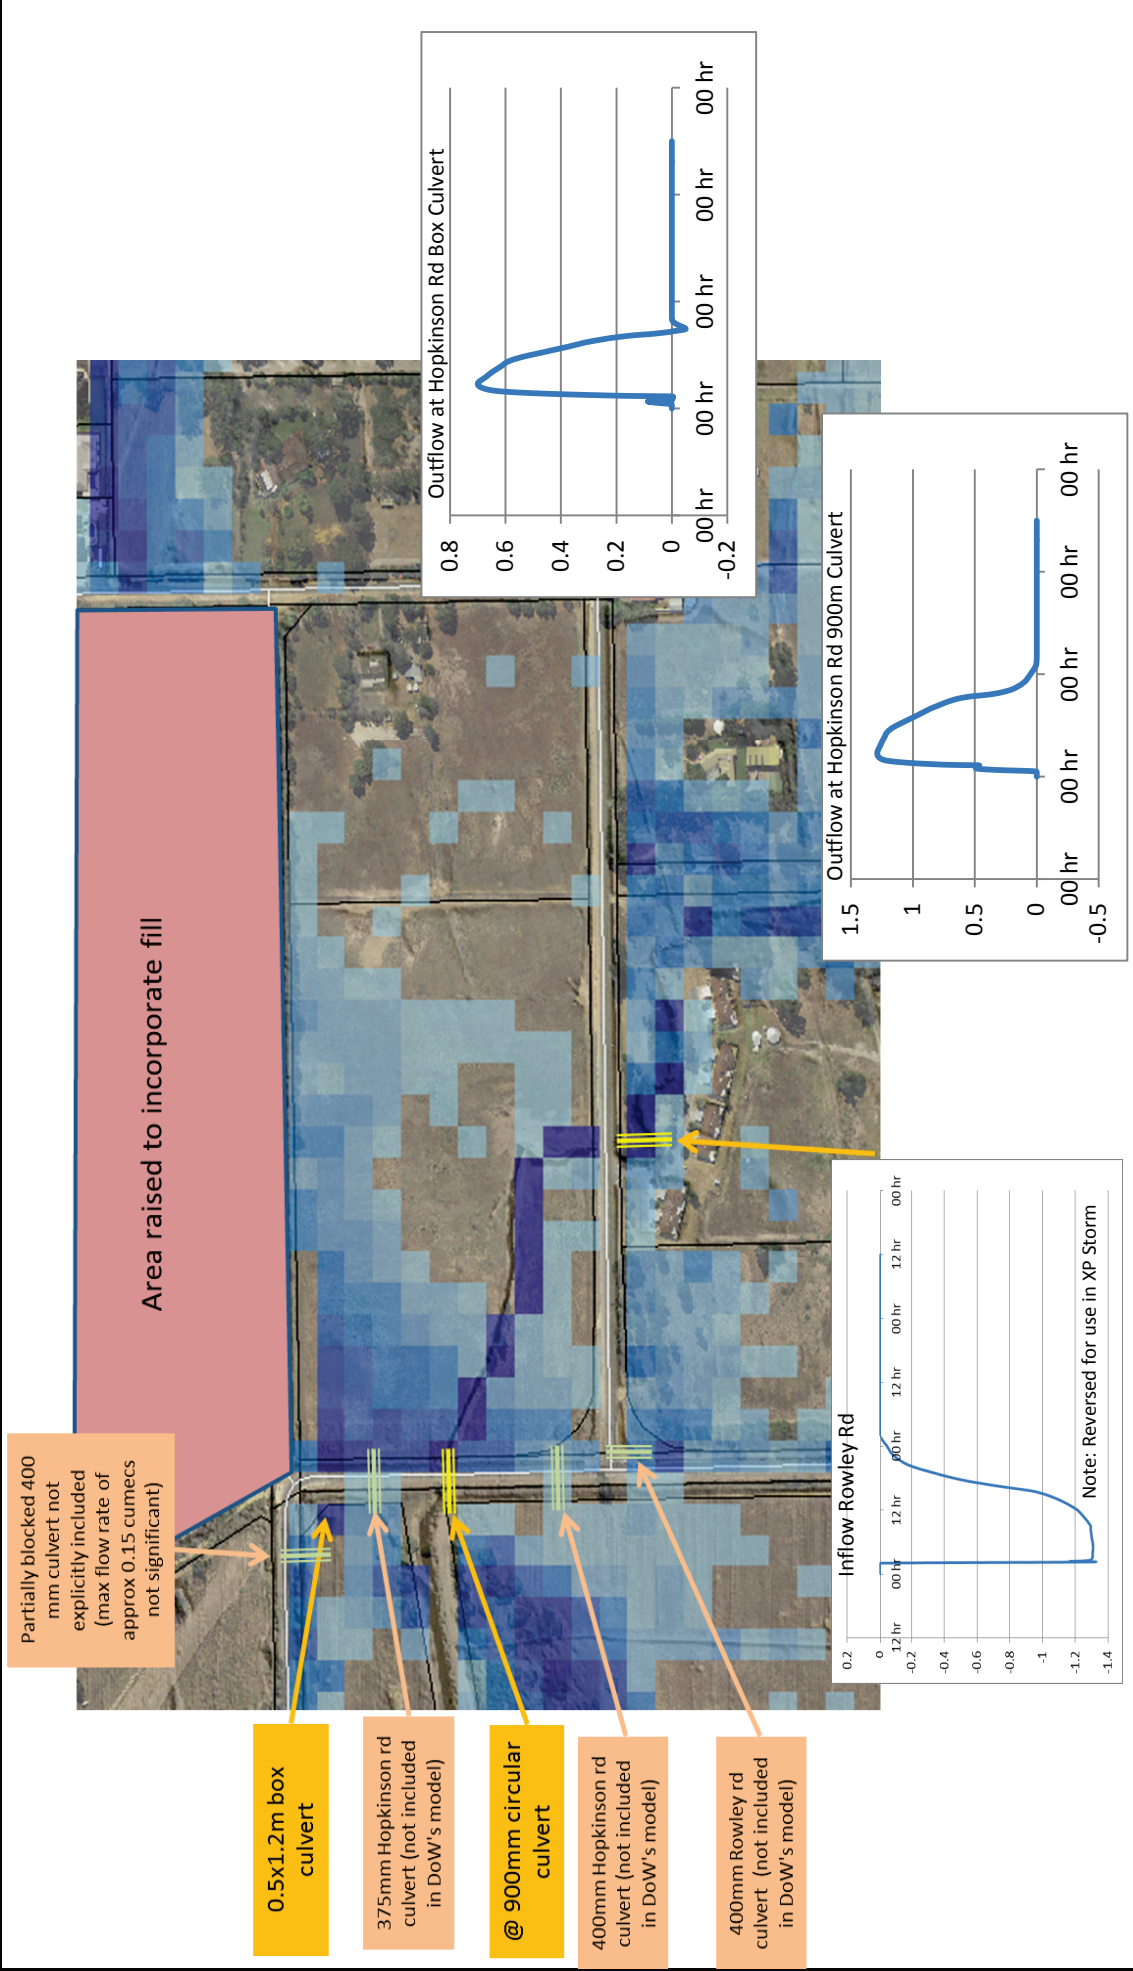 Partially blocked 400
mm culvert not
explicitly included
(max flow rate of
approx 0.15 cumecs
not significant)
Area raised to incorporate fill
0.5x1.2m box
culvert
375mm Hopkinson rd
culvert (not included
in DoW's model)
@ 900mm circular
culvert
400mm Hopkinson rd
culvert (not included
in DoW's model)
400mm Rowley rd
culvert (not included
in DoW's model)
Outflow at Hopkinson Rd Box Culvert
0.8
0.6
0.4
0.2
0
-0.2
00 hr 00 hr 00 hr 00 hr 00 hr
Outflow at Hopkinson Rd 900m Culvert
1.5
1
0.5
0
-0.5
00 hr 00 hr 00 hr 00 hr 00 hr
Inflow Rowley Rd
0.2
0
-0.2
-0.4
-0.6
-0.8
-1
-1.2
-1.4
12 hr 00 hr 12 hr 00 hr 12 hr 00 hr 12 hr 00 hr
Note: Reversed for use in XP Storm